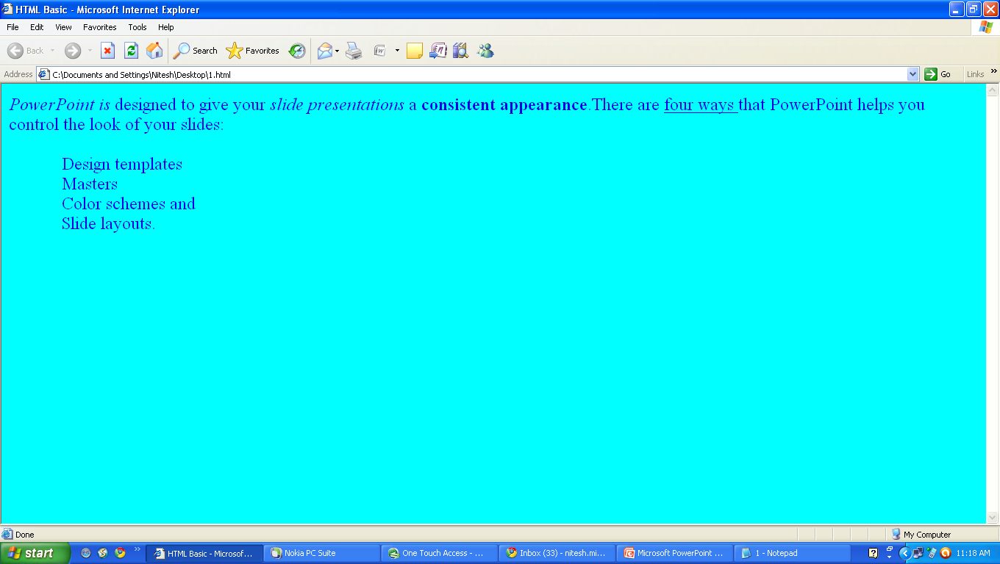 HTML Basic - Microsoft Internet Explorer
File Edit View Favorites Tools Help
Back Search Favorites
Address C:\Documents and Settings\Nitesh\Desktop\1.html Go Links »
PowerPoint is designed to give your slide presentations a consistent appearance.There are four ways that PowerPoint helps you
control the look of your slides:
Design templates
Masters
Color schemes and
Slide layouts.
Done My Computer
start » HTML Basic - Microsof... Nokia PC Suite One Touch Access - ... Inbox (33) - nitesh.mi... Microsoft PowerPoint ... 1 - Notepad 11:18 AM